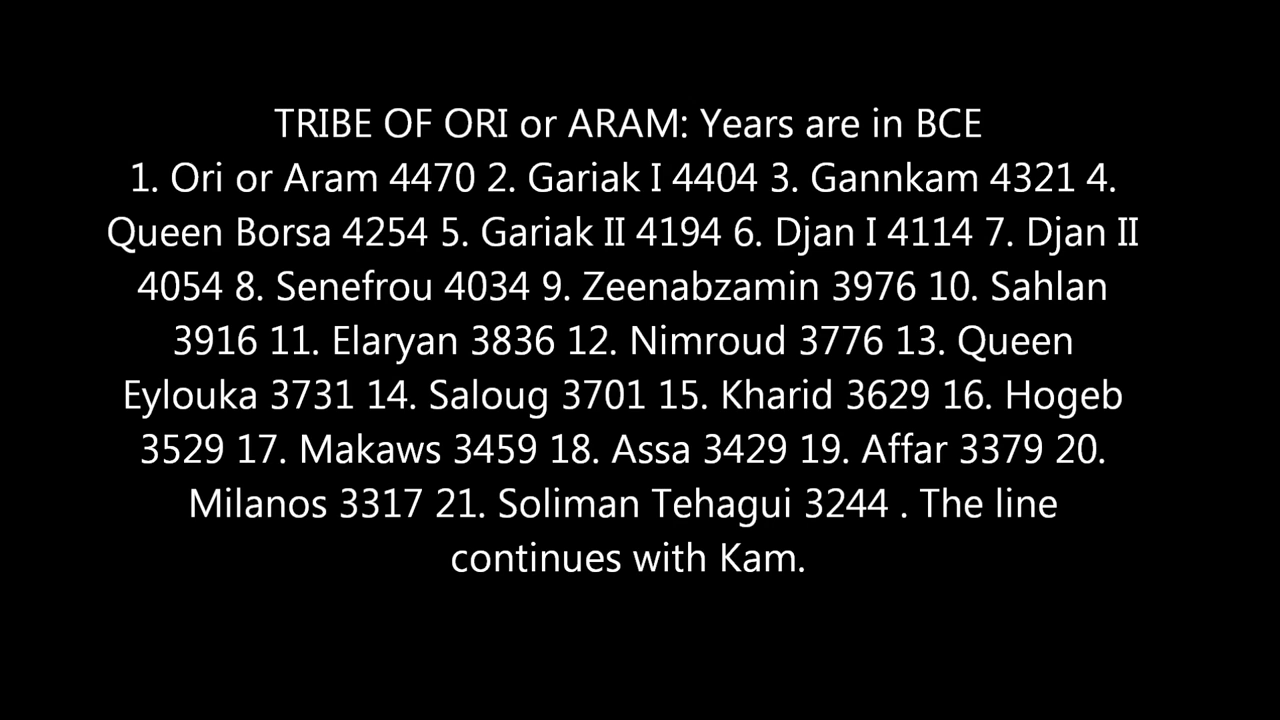 TRIBE OF ORI or ARAM: Years are in BCE
1. Ori or Aram 4470 2. Gariak I 4404 3. Gannkam 4321 4.
Queen Borsa 4254 5. Gariak II 4194 6. Djan I 4114 7. Djan II
4054 8. Senefrou 4034 9. Zeenabzamin 3976 10. Sahlan
3916 11. Elaryan 3836 12. Nimroud 3776 13. Queen
Eylouka 3731 14. Saloug 3701 15. Kharid 3629 16. Hogeb
3529 17. Makaws 3459 18. Assa 3429 19. Affar 3379 20.
Milanos 3317 21. Soliman Tehagui 3244 . The line
continues with Kam.